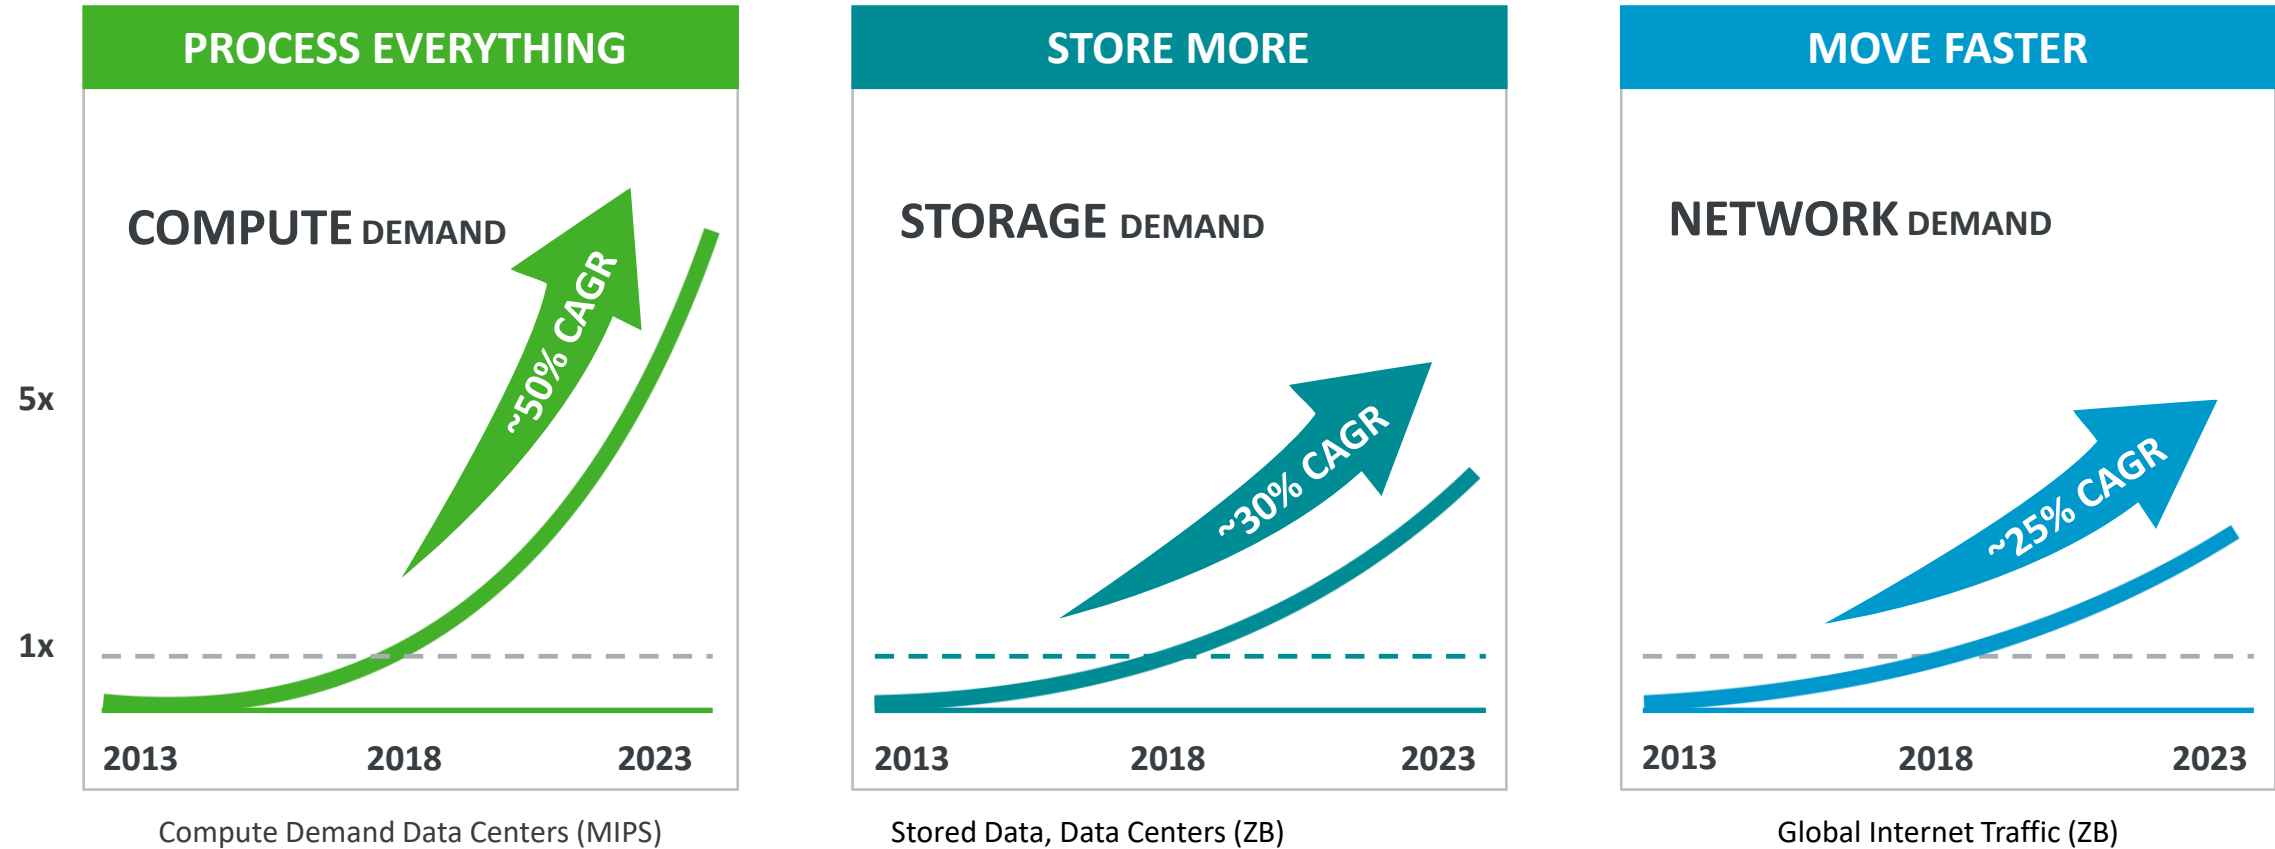 PROCESS EVERYTHING
COMPUTE DEMAND
~50% CAGR
5x
1x
2013 2018 2023
Compute Demand Data Centers (MIPS)
STORE MORE
STORAGE DEMAND
~30% CAGR
2013 2018 2023
Stored Data, Data Centers (ZB)
MOVE FASTER
NETWORK DEMAND
~25% CAGR
2013 2018 2023
Global Internet Traffic (ZB)